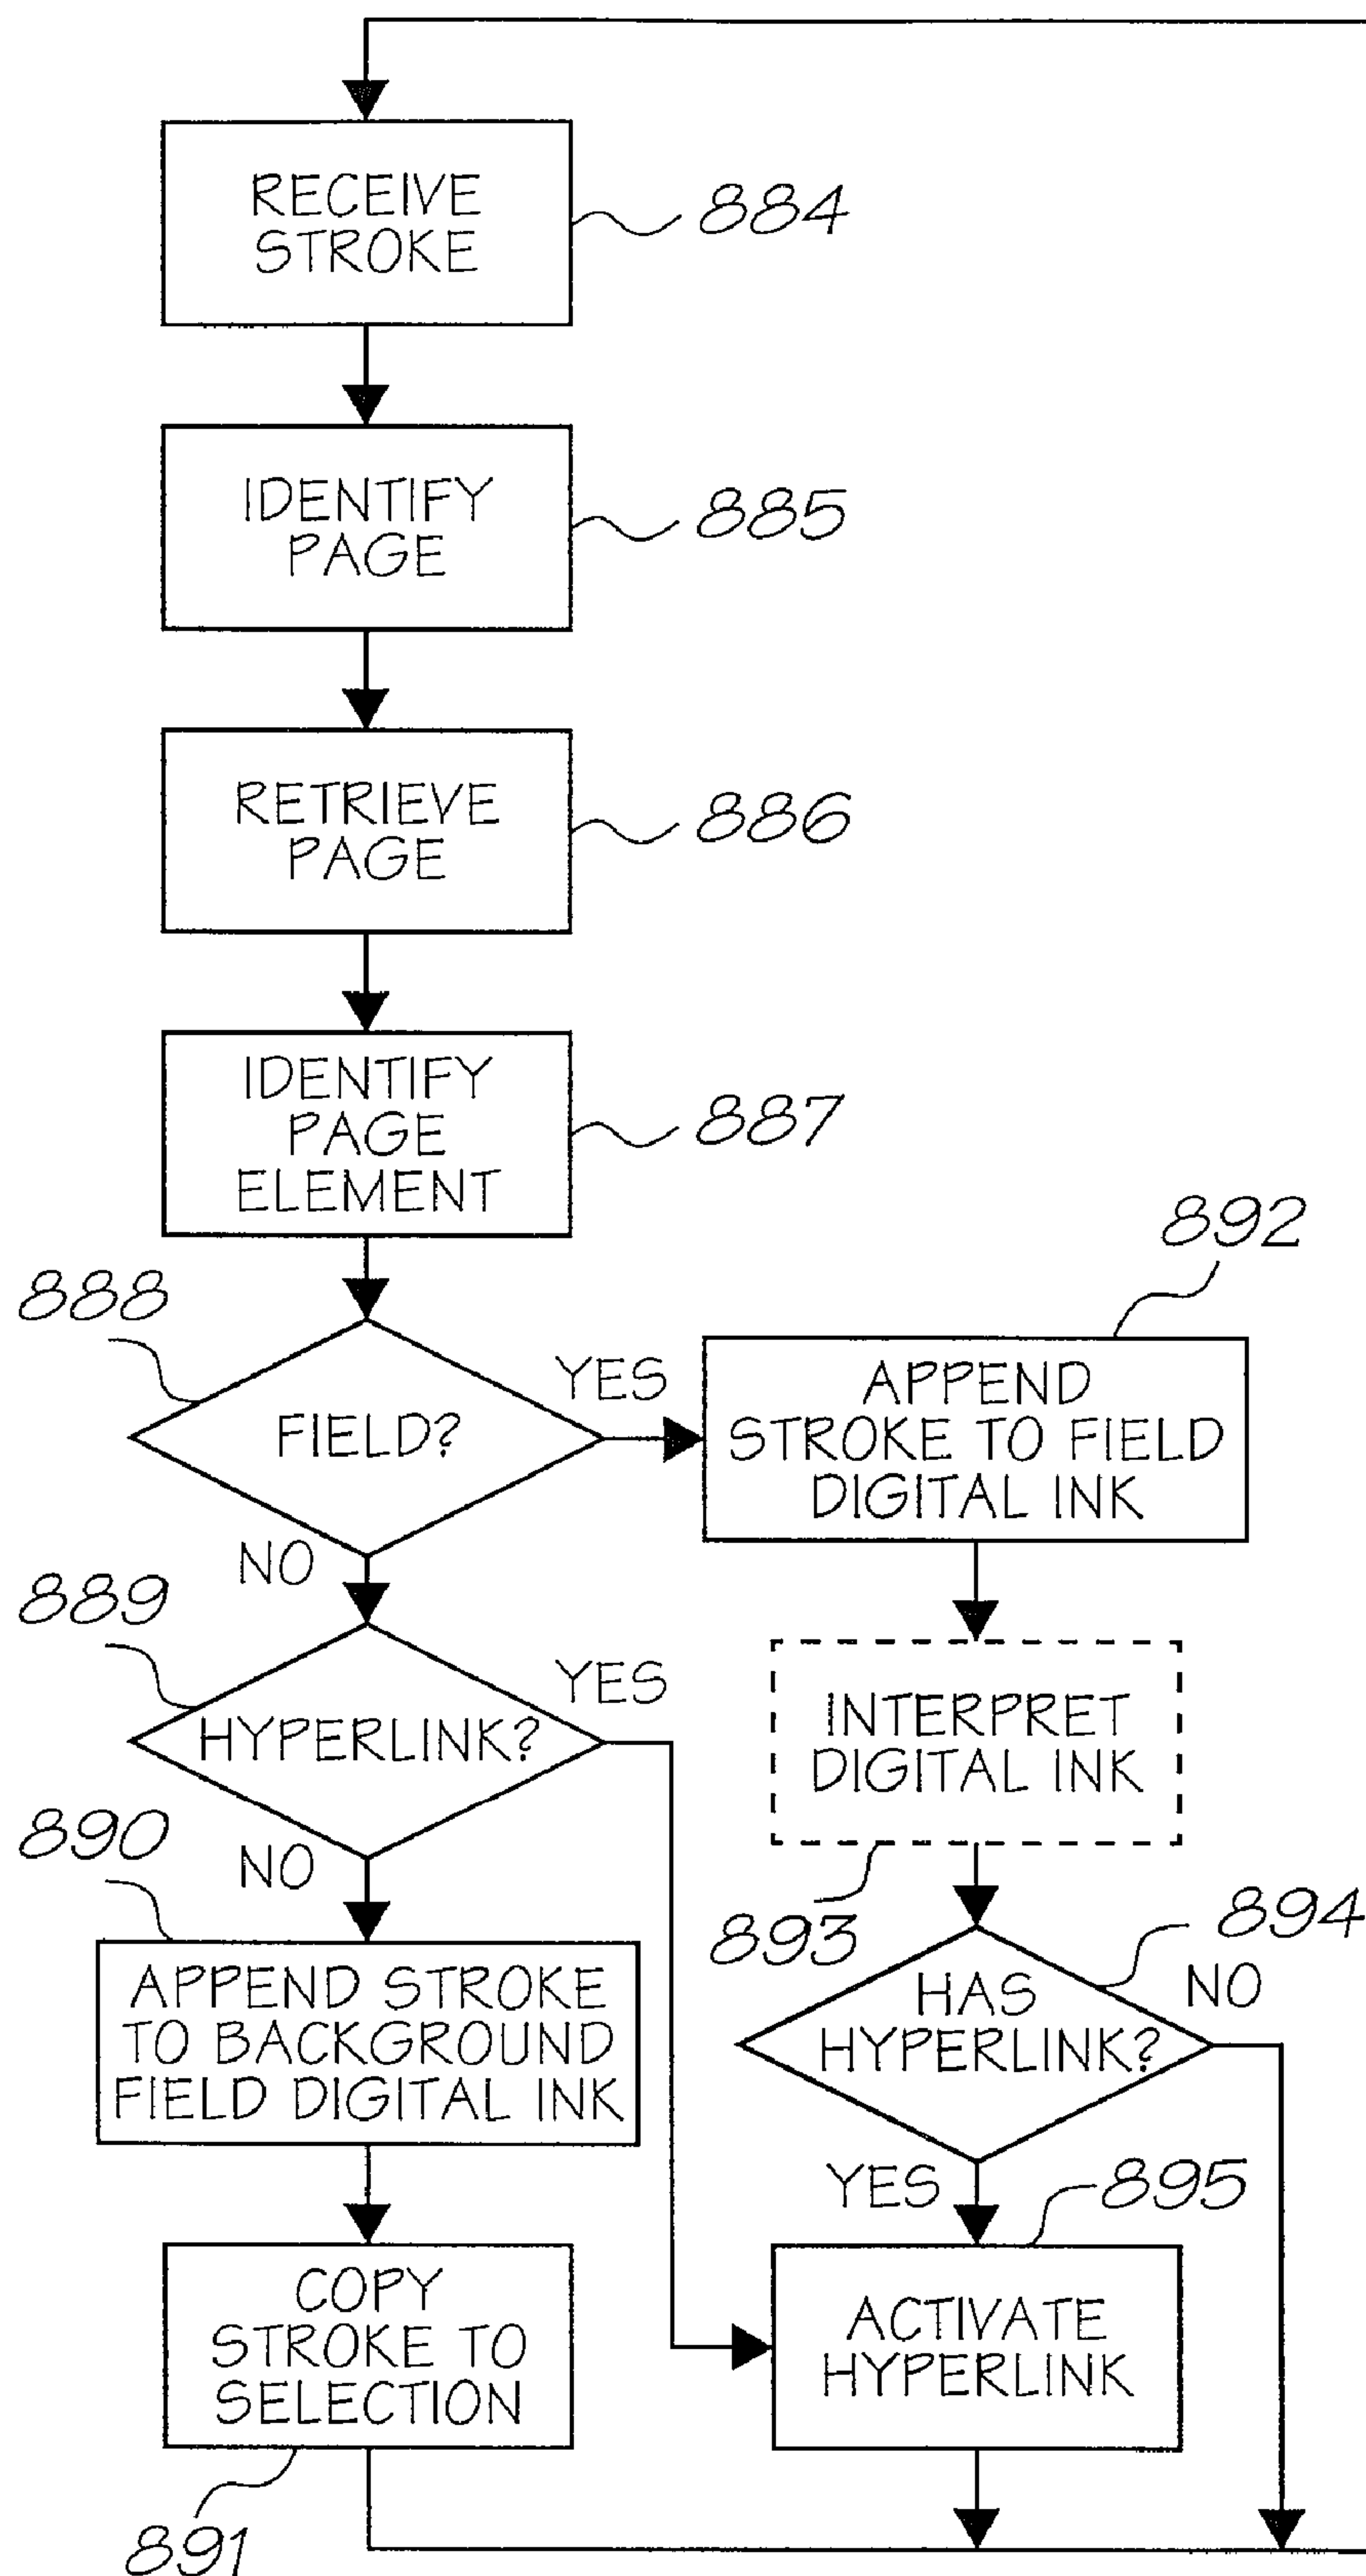 RECEIVE
STROKE
884
IDENTIFY
PAGE
885
RETRIEVE
PAGE
886
IDENTIFY
PAGE
ELEMENT
887
888
FIELD?
YES
NO
892
APPEND
STROKE TO FIELD
DIGITAL INK
889
HYPERLINK?
YES
NO
INTERPRET
DIGITAL INK
893
890
APPEND STROKE
TO BACKGROUND
FIELD DIGITAL INK
894
HAS
HYPERLINK?
NO
YES
895
COPY
STROKE TO
SELECTION
891
ACTIVATE
HYPERLINK